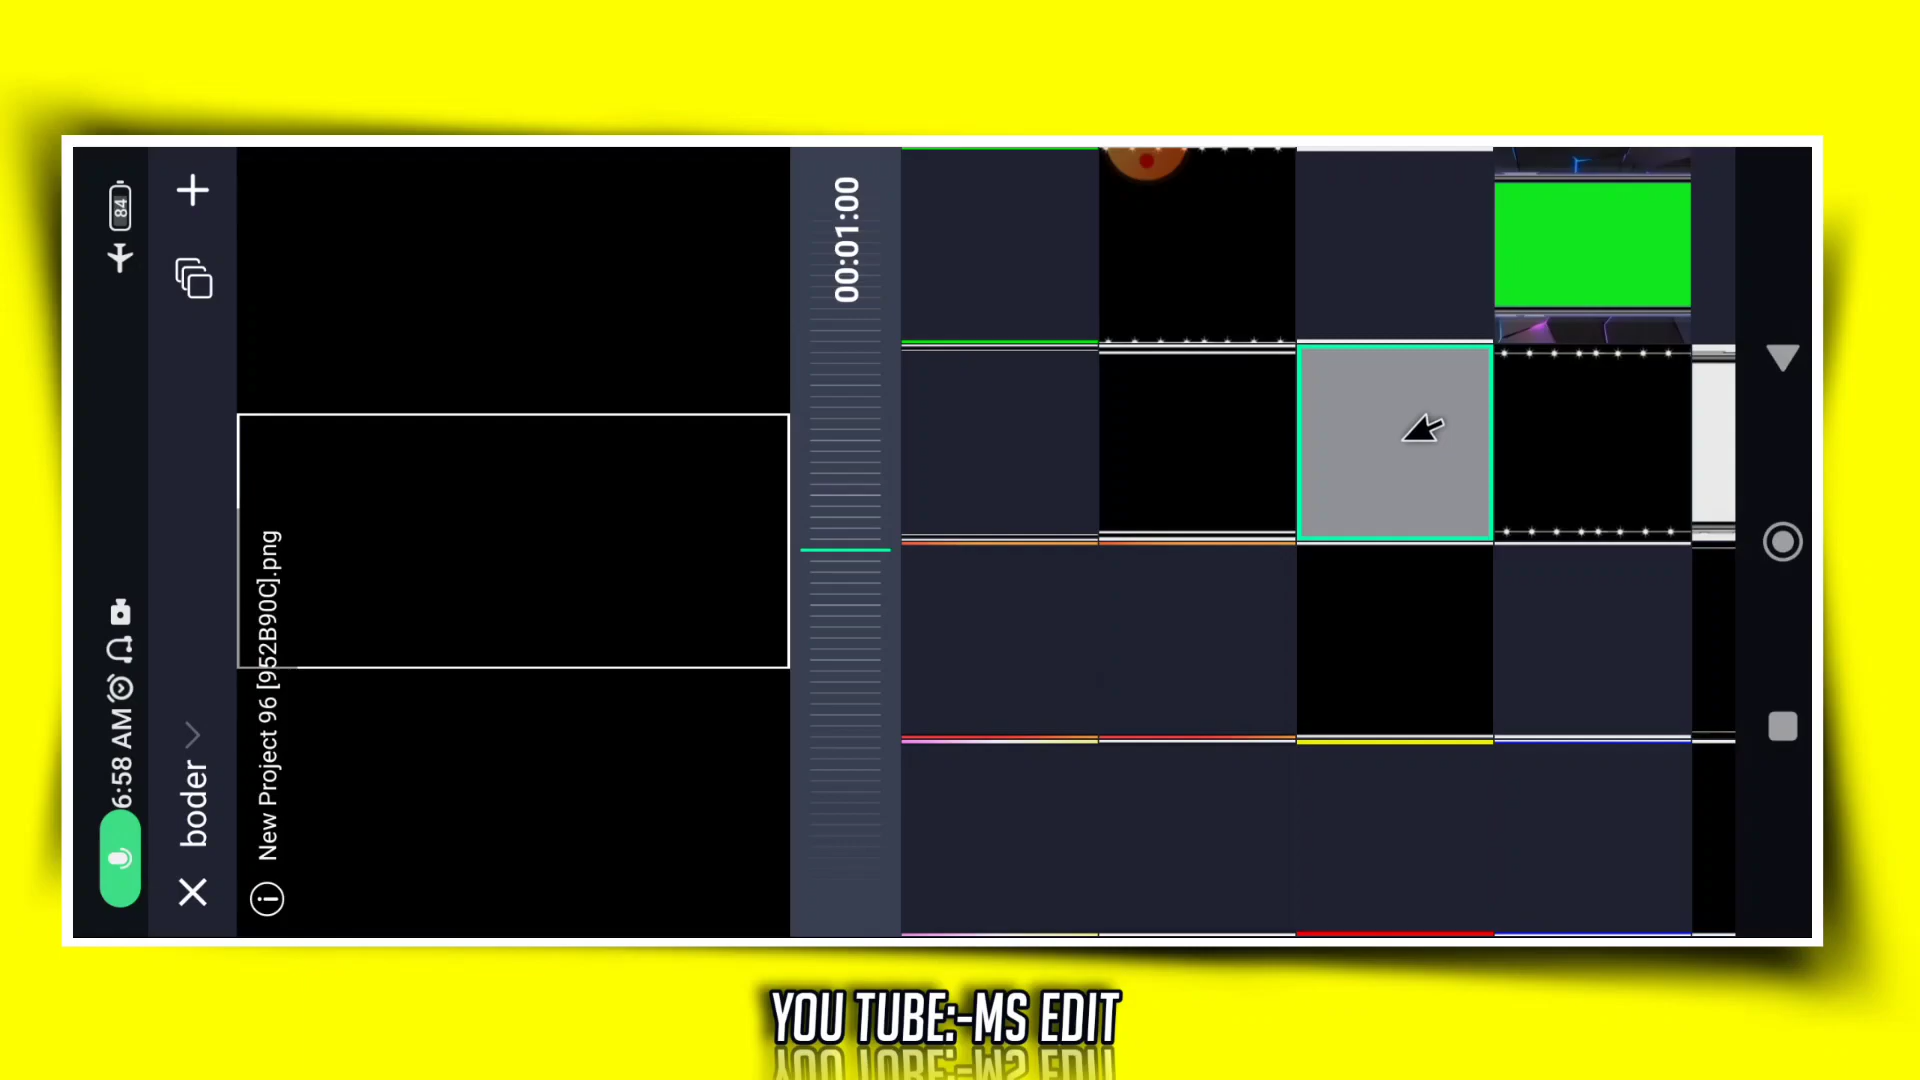 84
6:58 AM
boder
New Project 96 [952B90C].png
00:01:00
YOU TUBE:-MS EDIT